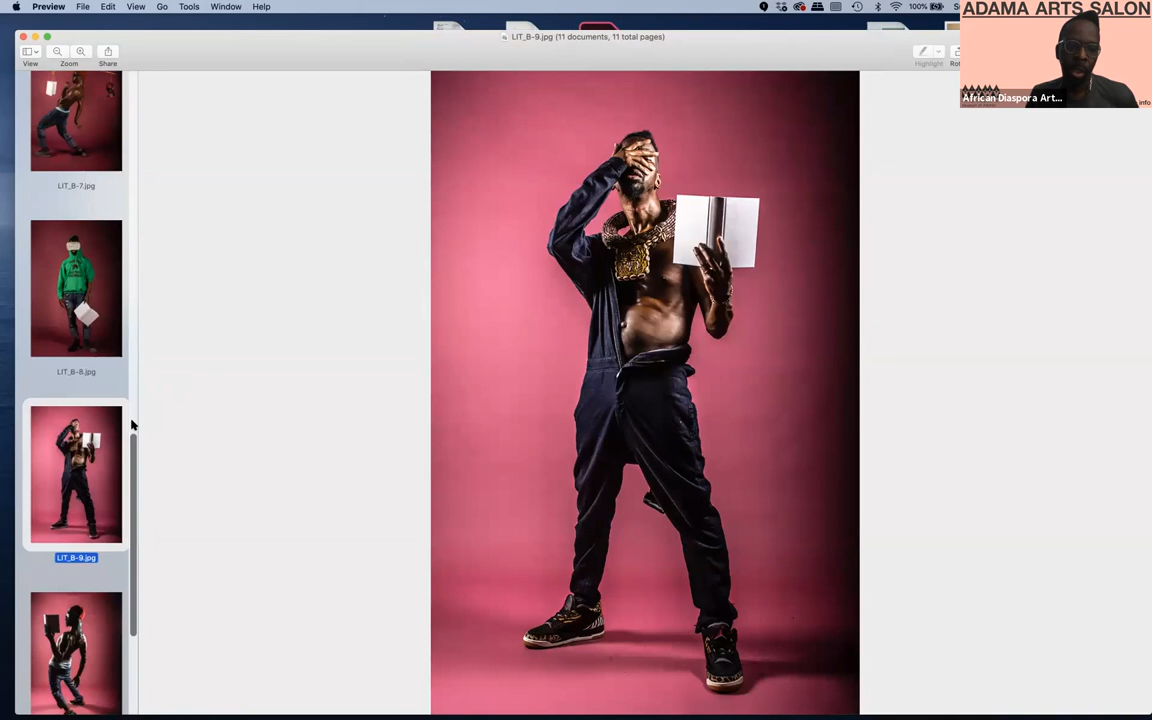 Preview File Edit View Go Tools Window Help
100%
LIT_B-9.jpg (11 documents, 11 total pages)
View Zoom Share
Highlight
ADAMA ARTS SALON
African Diaspora Art...
info
LIT_B-7.jpg
LIT_B-8.jpg
LIT_B-9.jpg